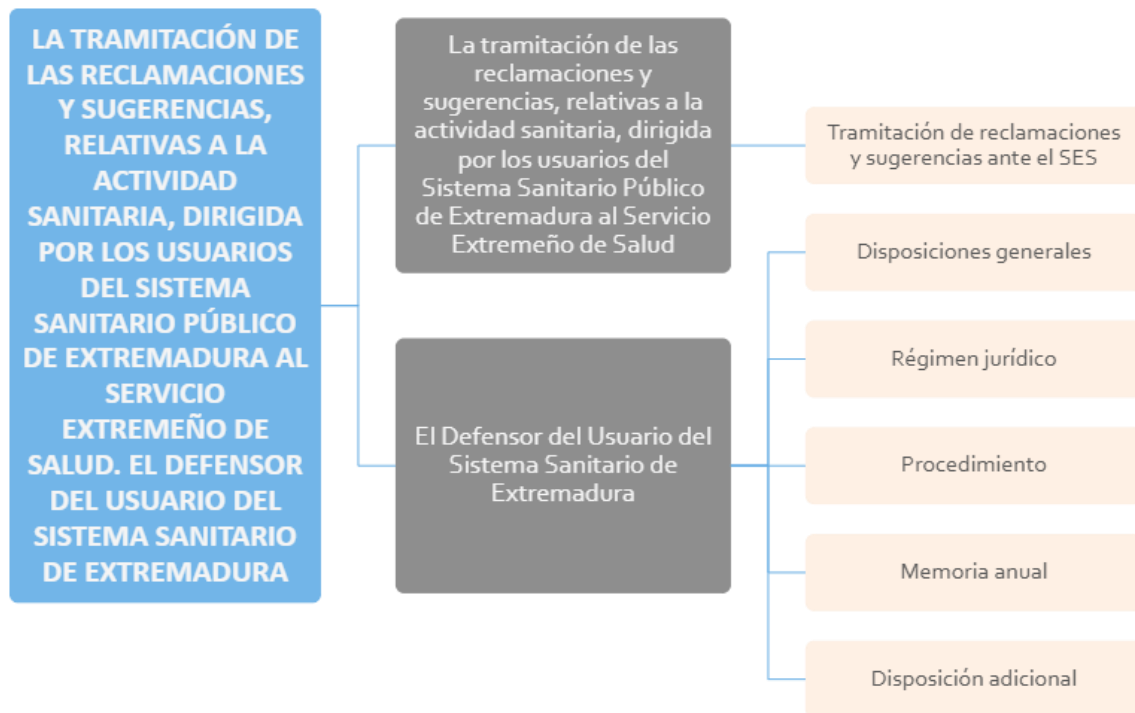 LA TRAMITACIÓN DE
LAS RECLAMACIONES
Y SUGERENCIAS,
RELATIVAS A LA
ACTIVIDAD
SANITARIA, DIRIGIDA
POR LOS USUARIOS
DEL SISTEMA
SANITARIO PÚBLICO
DE EXTREMADURA AL
SERVICIO
EXTREMEÑO DE
SALUD. EL DEFENSOR
DEL USUARIO DEL
SISTEMA SANITARIO
DE EXTREMADURA
La tramitación de las
reclamaciones y
sugerencias, relativas a la
actividad sanitaria, dirigida
por los usuarios del
Sistema Sanitario Público
de Extremadura al Servicio
Extremeño de Salud
Tramitación de reclamaciones
y sugerencias ante el SES
El Defensor del Usuario del
Sistema Sanitario de
Extremadura
Disposiciones generales
Régimen jurídico
Procedimiento
Memoria anual
Disposición adicional